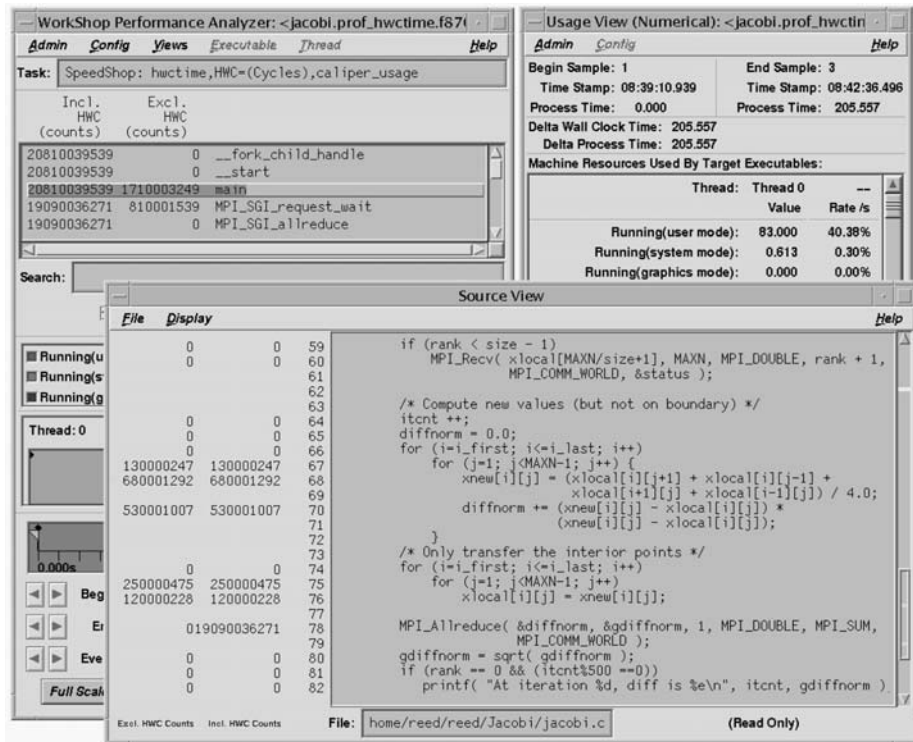 WorkShop Performance Analyzer: <jacobi.prof_hwctime.f87
Admin Config Views Executable Thread Help
Task: SpeedShop: hwctime,HWC=(Cycles),caliper_usage
Incl. Excl.
HWC HWC
(counts) (counts)
20810039539 0 __fork_child_handle
20810039539 0 __start
20810039539 1710003249 main
19090036271 810001539 MPI_SGI_request_wait
19090036271 0 MPI_SGI_allreduce
Search:
Running(u
Running(s
Running(g
Thread: 0
0.000s
Beg
Er
Eve
Full Scale
Usage View (Numerical): <jacobi.prof_hwctin
Admin Config Help
Begin Sample: 1 End Sample: 3
Time Stamp: 08:39:10.939 Time Stamp: 08:42:36.496
Process Time: 0.000 Process Time: 205.557
Delta Wall Clock Time: 205.557
Delta Process Time: 205.557
Machine Resources Used By Target Executables:
Thread: Thread 0 --
Value Rate /s
Running(user mode): 83.000 40.38%
Running(system mode): 0.613 0.30%
Running(graphics mode): 0.000 0.00%
Source View
File Display Help
0 0 59 if (rank < size - 1)
0 0 60 MPI_Recv( xlocal[MAXN/size+1], MAXN, MPI_DOUBLE, rank + 1,
61 MPI_COMM_WORLD, &status );
62
63 /* Compute new values (but not on boundary) */
0 0 64 itcnt ++;
0 0 65 diffnorm = 0.0;
0 0 66 for (i=i_first; i<=i_last; i++)
130000247 130000247 67 for (j=1; j<MAXN-1; j++) {
680001292 680001292 68 xnew[i][j] = (xlocal[i][j+1] + xlocal[i][j-1] +
69 xlocal[i+1][j] + xlocal[i-1][j]) / 4.0;
530001007 530001007 70 diffnorm += (xnew[i][j] - xlocal[i][j]) *
71 (xnew[i][j] - xlocal[i][j]);
72 }
73 /* Only transfer the interior points */
0 0 74 for (i=i_first; i<=i_last; i++)
250000475 250000475 75 for (j=1; j<MAXN-1; j++)
120000228 120000228 76 xlocal[i][j] = xnew[i][j];
77
019090036271 78 MPI_Allreduce( &diffnorm, &gdiffnorm, 1, MPI_DOUBLE, MPI_SUM,
79 MPI_COMM_WORLD );
0 0 80 gdiffnorm = sqrt( gdiffnorm );
0 0 81 if (rank == 0 && (itcnt%500 ==0))
0 0 82 printf( "At iteration %d, diff is %e\n", itcnt, gdiffnorm )
Excl. HWC Counts Incl. HWC Counts File: home/reed/reed/Jacobi/jacobi.c (Read Only)